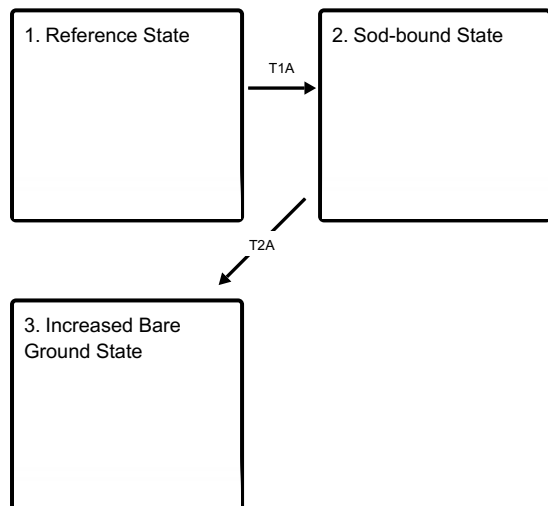 1. Reference State
T1A
2. Sod-bound State
T2A
3. Increased Bare
Ground State